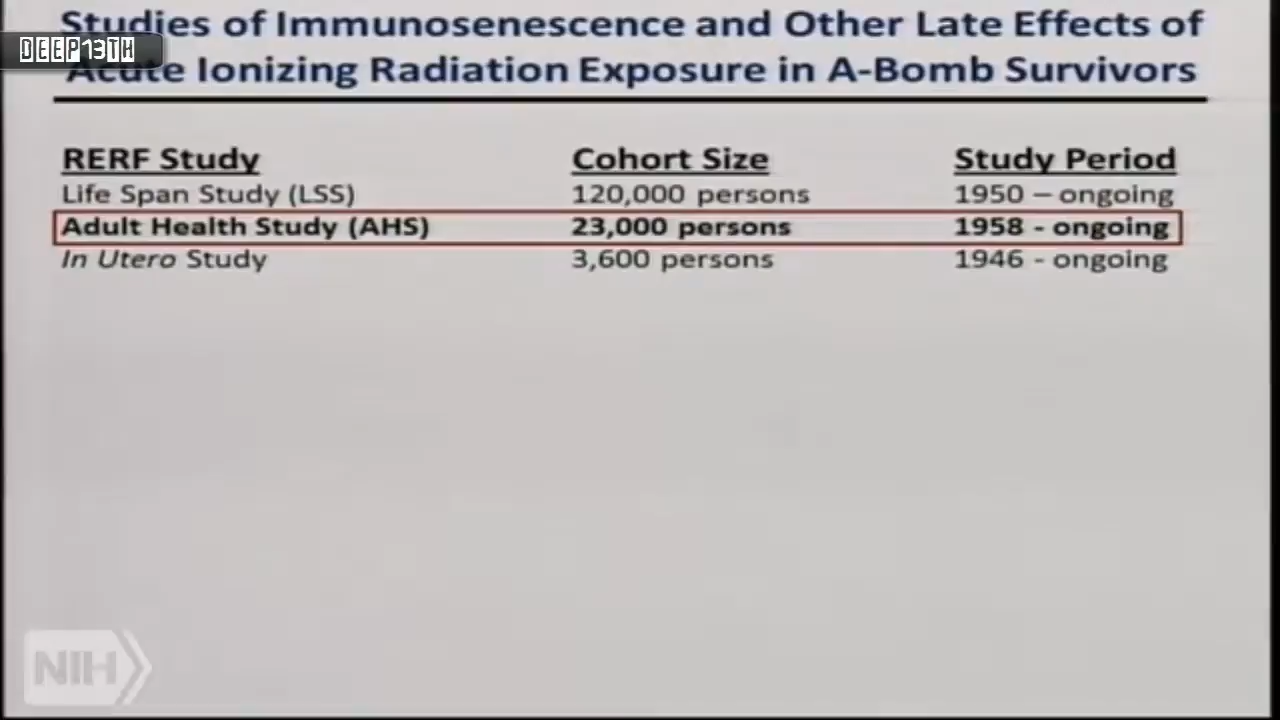 Studies of Immunosenescence and Other Late Effects of
DEEP13TH
Acute Ionizing Radiation Exposure in A-Bomb Survivors
RERF Study Cohort Size Study Period
Life Span Study (LSS) 120,000 persons 1950 – ongoing
Adult Health Study (AHS) 23,000 persons 1958 - ongoing
In Utero Study 3,600 persons 1946 - ongoing
NIH